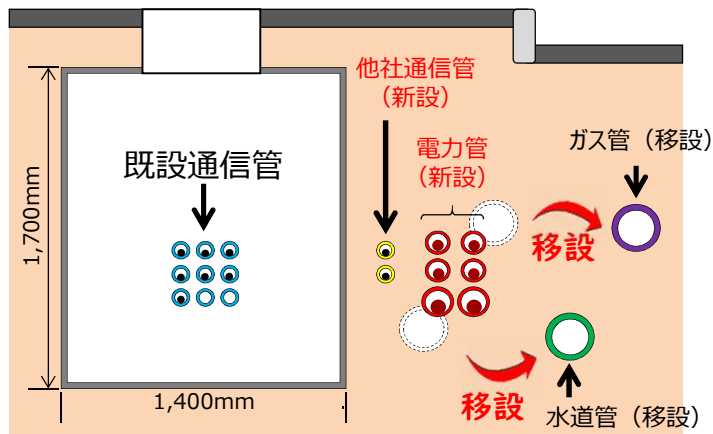 他社通信管
（新設）
既設通信管
電力管
（新設）
ガス管（移設）
1,700mm
移設
移設
1,400mm
水道管（移設）